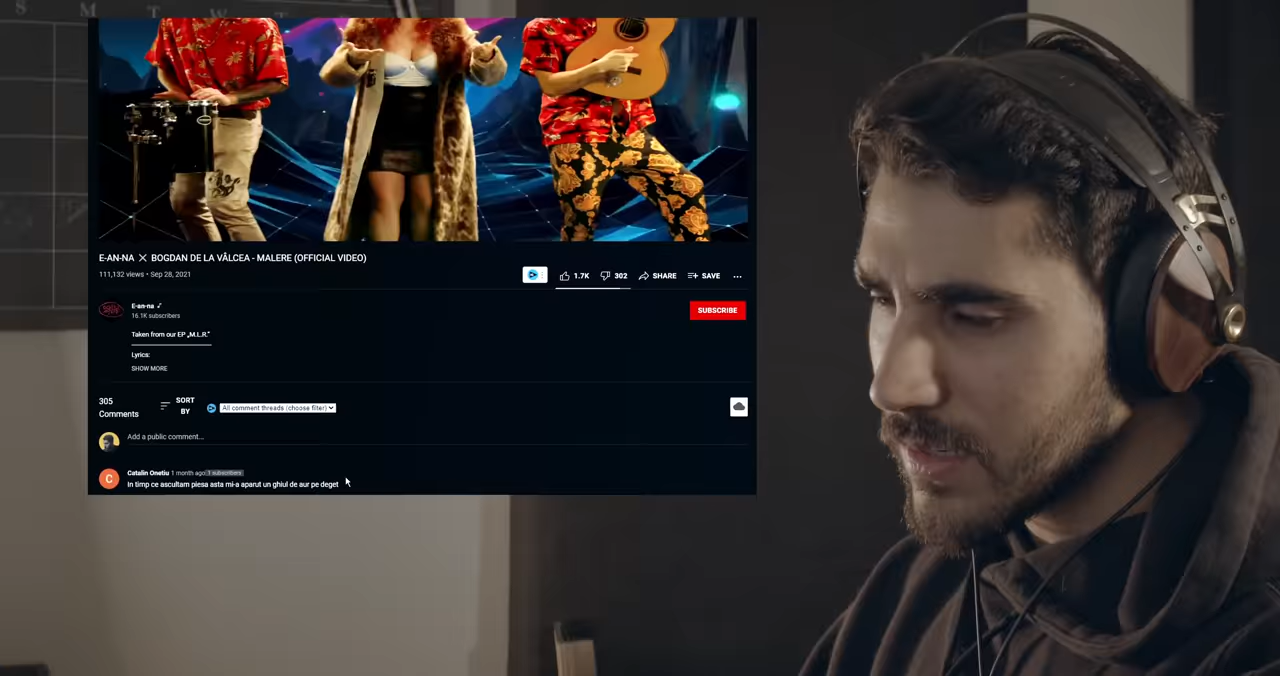 S M T W T
E-AN-NA X BOGDAN DE LA VÂLCEA - MALERE (OFFICIAL VIDEO)
111,132 views • Sep 28, 2021
1.7K 302 SHARE SAVE ...
E-an-na
16.1K subscribers
SUBSCRIBE
Taken from our EP „M.L.R.”
Lyrics:
SHOW MORE
305
Comments
SORT
BY
All comment threads (choose filter)
Add a public comment...
C
Catalin Onetiu 1 month ago 1 subscribers
In timp ce ascultam piesa asta mi-a aparut un ghiul de aur pe deget